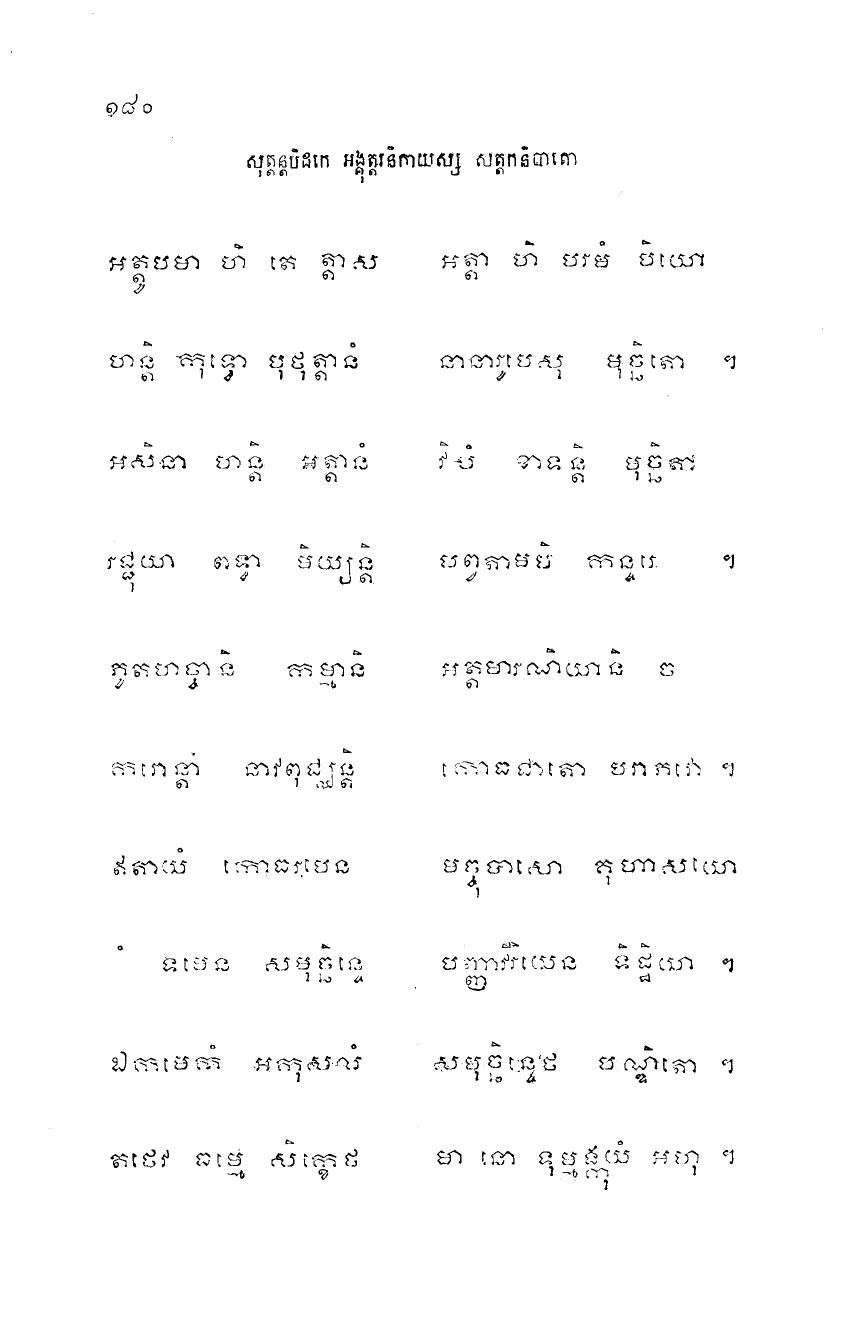 ១៨០
សុត្តន្តបិដកេ អង្គុត្តរនិកាយស្ស សត្តកនិបាតោ
អត្តូបមា ហិ តេ ត្តាស អត្តា ហិ បរមំ បិយោ
ហន្តិ កុទ្ធោ បុថុត្តានំ នានារូបេសុ មុច្ឆិតោ ។
អសិនា ហន្តិ អត្តានំ វិសំ ខាទន្តិ មុច្ឆិតា
រជ្ជុយា ពទ្ធា មិយ្យន្តិ បព្វតាមបិ កន្ទរេ ។
ភូតហច្ចានិ កម្មានិ អត្តមារណិយានិ ច
ករោន្តា នាវពុជ្ឈន្តិ កោធជាតោ បរាភវោ ។
ឥតាយំ កោធរូបេន មច្ចុបាសោ គុហាសយោ
ទមេន សមុច្ឆិន្ទេ បញ្ញាវីរិយេន ទិដ្ឋិយា ។
ឯកមេកំ អកុសលំ សមុច្ឆិន្ទេថ បណ្ឌិតោ ។
តថេវ ធម្មេ សិក្ខេថ មា នោ ទុម្មង្កុយំ អហុ ។